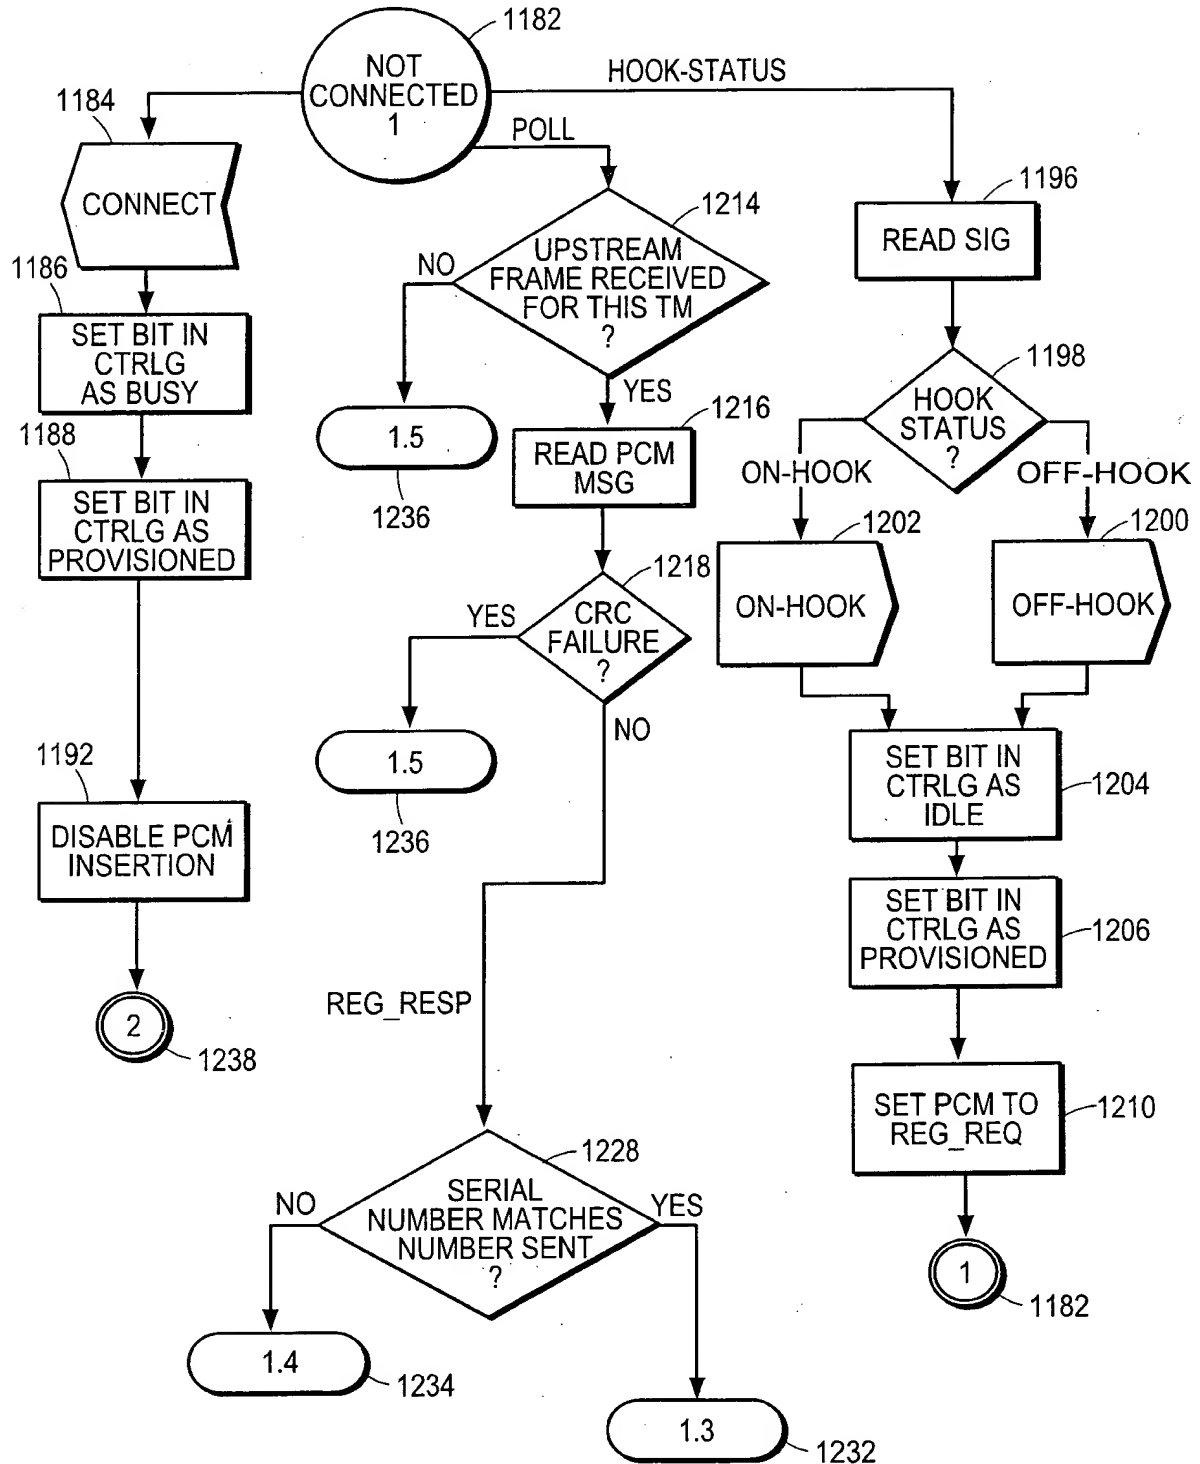 1182
NOT
CONNECTED
1
HOOK-STATUS
POLL
1184
CONNECT
1186
SET BIT IN
CTRLG
AS BUSY
1188
SET BIT IN
CTRLG AS
PROVISIONED
1192
DISABLE PCM
INSERTION
2
1238
1214
UPSTREAM
FRAME RECEIVED
FOR THIS TM
?
NO
YES
1.5
1236
1216
READ PCM
MSG
1218
CRC
FAILURE
?
YES
NO
1.5
1236
REG_RESP
1228
SERIAL
NUMBER MATCHES
NUMBER SENT
?
NO
YES
1.4
1234
1.3
1232
1196
READ SIG
1198
HOOK
STATUS
?
ON-HOOK
OFF-HOOK
1202
ON-HOOK
1200
OFF-HOOK
SET BIT IN
CTRLG AS
IDLE
1204
SET BIT IN
CTRLG AS
PROVISIONED
1206
SET PCM TO
REG_REQ
1210
1
1182